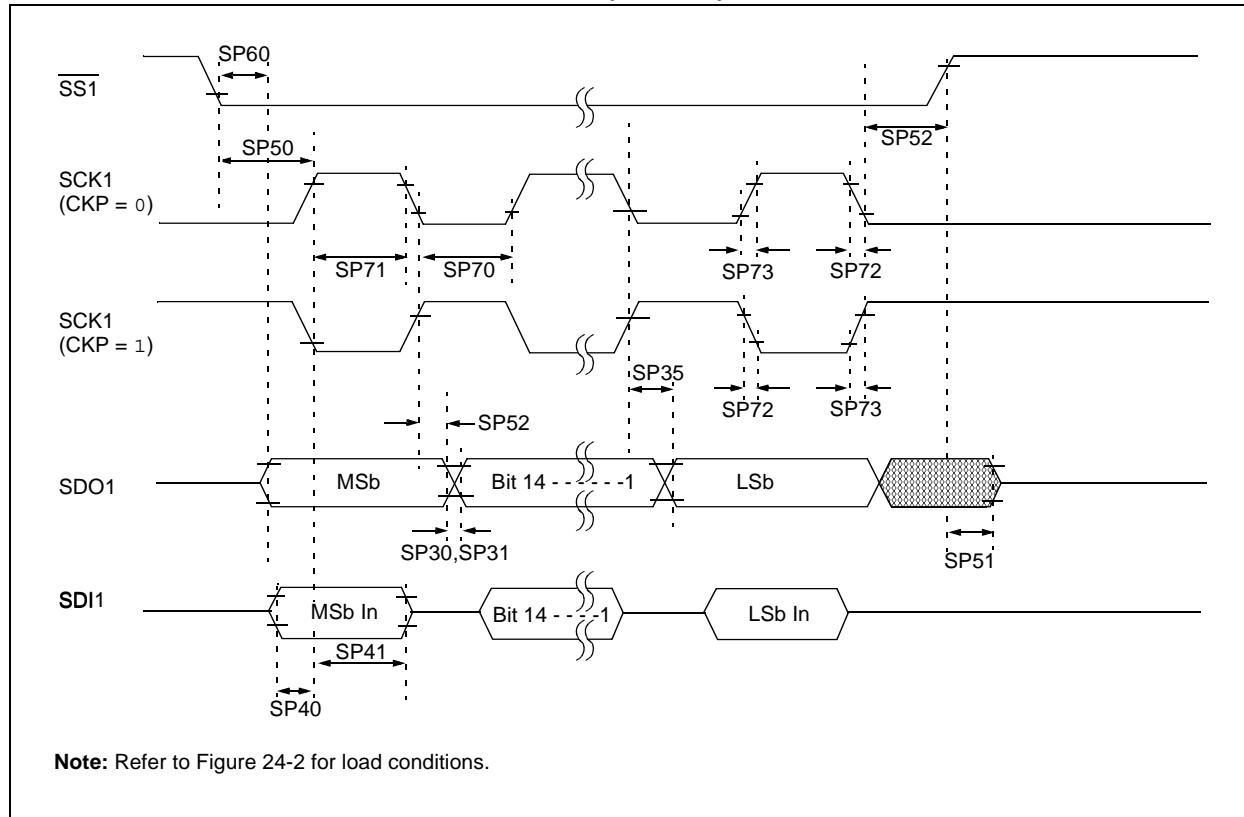 SP60
SS1
SP52
SP50
SCK1
(CKP = 0)
SP71
SP70
SP73
SP72
SCK1
(CKP = 1)
SP35
SP72
SP73
SP52
SDO1
MSb
Bit 14 - - - - - -1
LSb
SP30,SP31
SP51
SDI1
MSb In
Bit 14 - - - -1
LSb In
SP41
SP40
Note: Refer to Figure 24-2 for load conditions.